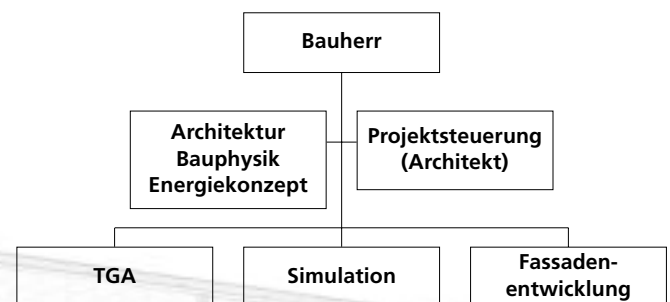 Bauherr
Architektur
Bauphysik
Energiekonzept
Projektsteuerung
(Architekt)
TGA
Simulation
Fassaden-
entwicklung